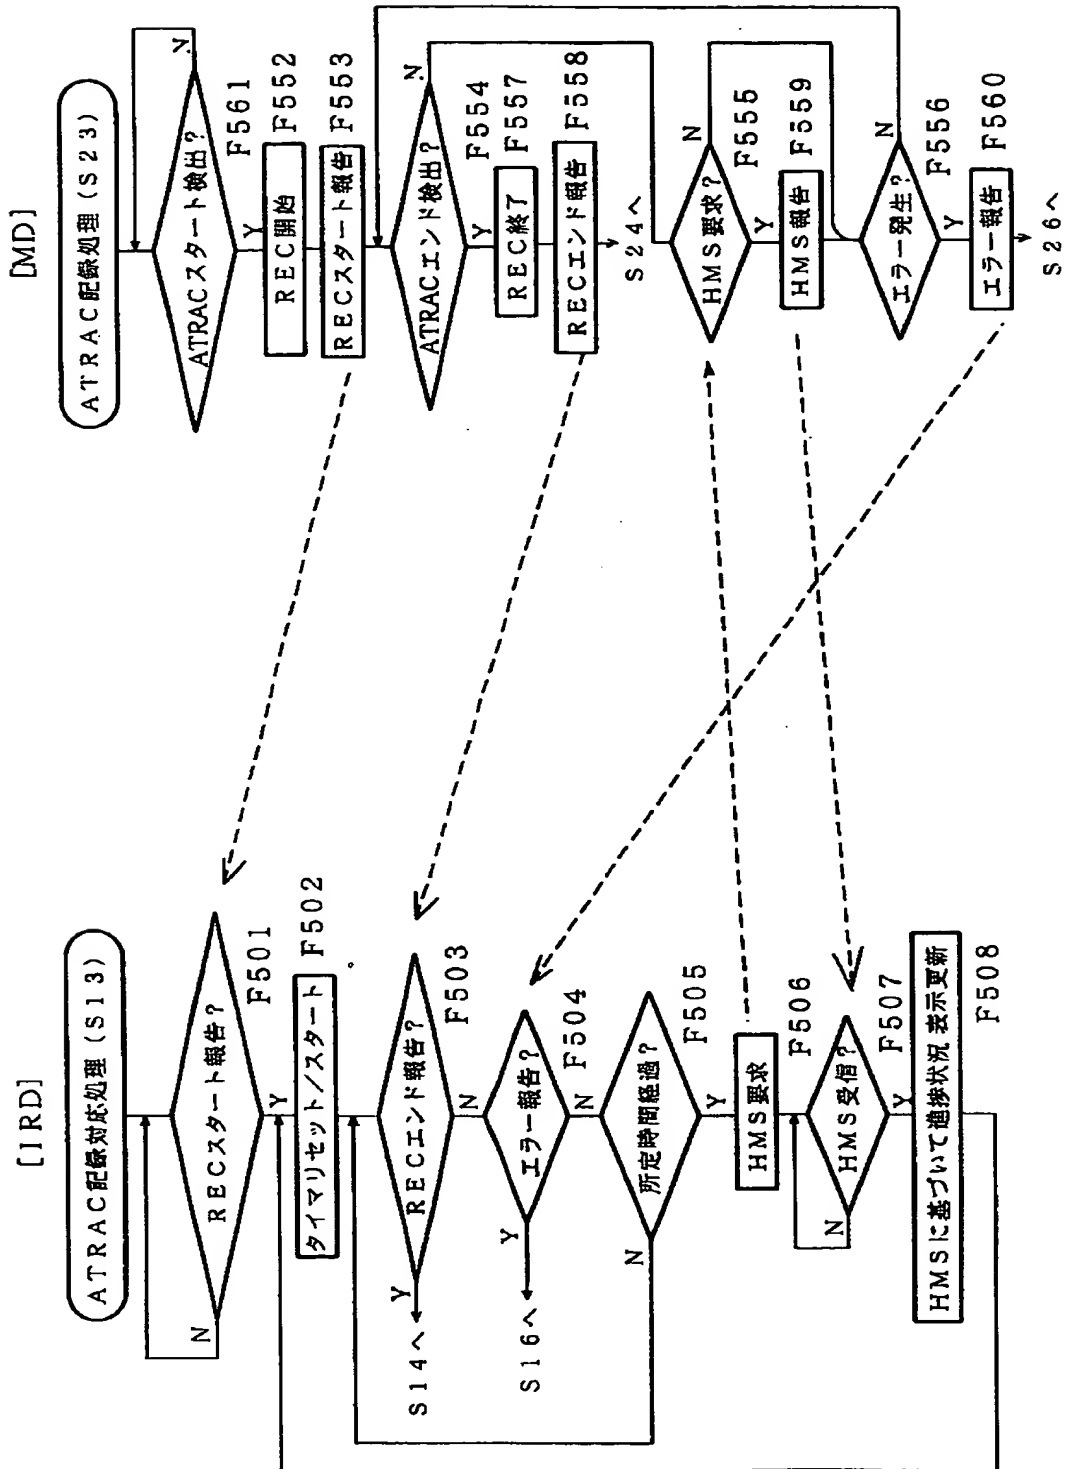 [IRD]
ATRAC記録対応処理(S13)
RECスタート報告?
F501
N
Y
タイマリセット/スタート
F502
RECエンド報告?
F503
Y
S14へ
N
エラー報告?
F504
Y
S16へ
N
所定時間経過?
F505
N
Y
HMS要求
F506
HMS受信?
F507
N
Y
HMSに基づいて進捗状況表示更新
F508
[MD]
ATRAC記録処理(S23)
ATRACスタート検出?
F561
N
Y
REC開始
F552
RECスタート報告
F553
ATRACエンド検出?
F554
N
Y
REC終了
F557
RECエンド報告
F558
S24へ
HMS要求?
F555
N
Y
HMS報告
F559
エラー発生?
F556
N
Y
エラー報告
F560
S26へ